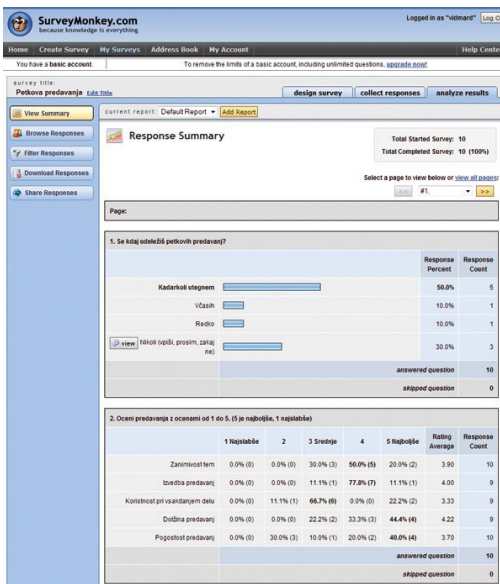 SurveyMonkey.com
because knowledge is everything
Logged in as "vidmard" Log O
Home Create Survey My Surveys Address Book My Account Help Cente
You have a basic account. To remove the limits of a basic account, including unlimited questions, upgrade now!
survey title:
Petkova predavanja Edit Title
design survey collect responses analyze results
View Summary
Browse Responses
Filter Responses
Download Responses
Share Responses
current report: Default Report Add Report
Response Summary
Total Started Survey: 10
Total Completed Survey: 10 (100%)
Select a page to view below or view all pages:
<< #1. >>
Page:
1. Se kdaj udeležiš petkovih predavanj?
Response Percent Response Count
Kadarkoli utegnem 50.0% 5
Včasih 10.0% 1
Redko 10.0% 1
view Nikoli (vpiši, prosim, zakaj ne) 30.0% 3
answered question 10
skipped question 0
2. Oceni predavanja z ocenami od 1 do 5. (5 je najboljše, 1 najslabše)
1 Najslabše 2 3 Srednje 4 5 Najboljše Rating Average Response Count
Zanimivost tem 0.0% (0) 0.0% (0) 30.0% (3) 50.0% (5) 20.0% (2) 3.90 10
Izvedba predavanj 0.0% (0) 0.0% (0) 11.1% (1) 77.8% (7) 11.1% (1) 4.00 9
Koristnost pri vsakdanjem delu 0.0% (0) 11.1% (1) 66.7% (6) 0.0% (0) 22.2% (2) 3.33 9
Dolžina predavanj 0.0% (0) 0.0% (0) 22.2% (2) 33.3% (3) 44.4% (4) 4.22 9
Pogostost predavanj 0.0% (0) 30.0% (3) 10.0% (1) 20.0% (2) 40.0% (4) 3.70 10
answered question 10
skipped question 0